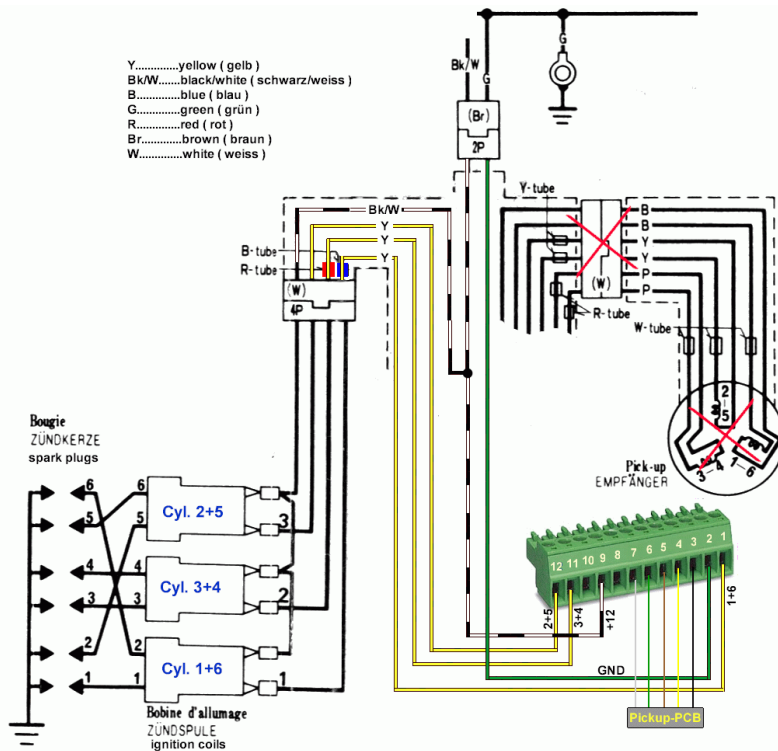 Y..............yellow ( gelb )
Bk/W.......black/white ( schwarz/weiss )
B..............blue ( blau )
G..............green ( grün )
R..............red ( rot )
Br.............brown ( braun )
W.............white ( weiss )
Bk/W
G
G
(Br)
2P
Y-tube
Bk/W
Y
Y
Y
B-tube
R-tube
(W)
4P
(W)
B
B
Y
Y
P
P
R-tube
W-tube
2-5
3-4
1-6
Pick-up
EMPFÄNGER
Bougie
ZÜNDKERZE
spark plugs
6
5
4
3
2
1
6
5
4
3
2
1
Cyl. 2+5
Cyl. 3+4
Cyl. 1+6
3
2
1
Bobine d'allumage
ZÜNDSPULE
ignition coils
12 11 10 9 8 7 6 5 4 3 2 1
2+5
3+4
+12
1+6
GND
Pickup-PCB